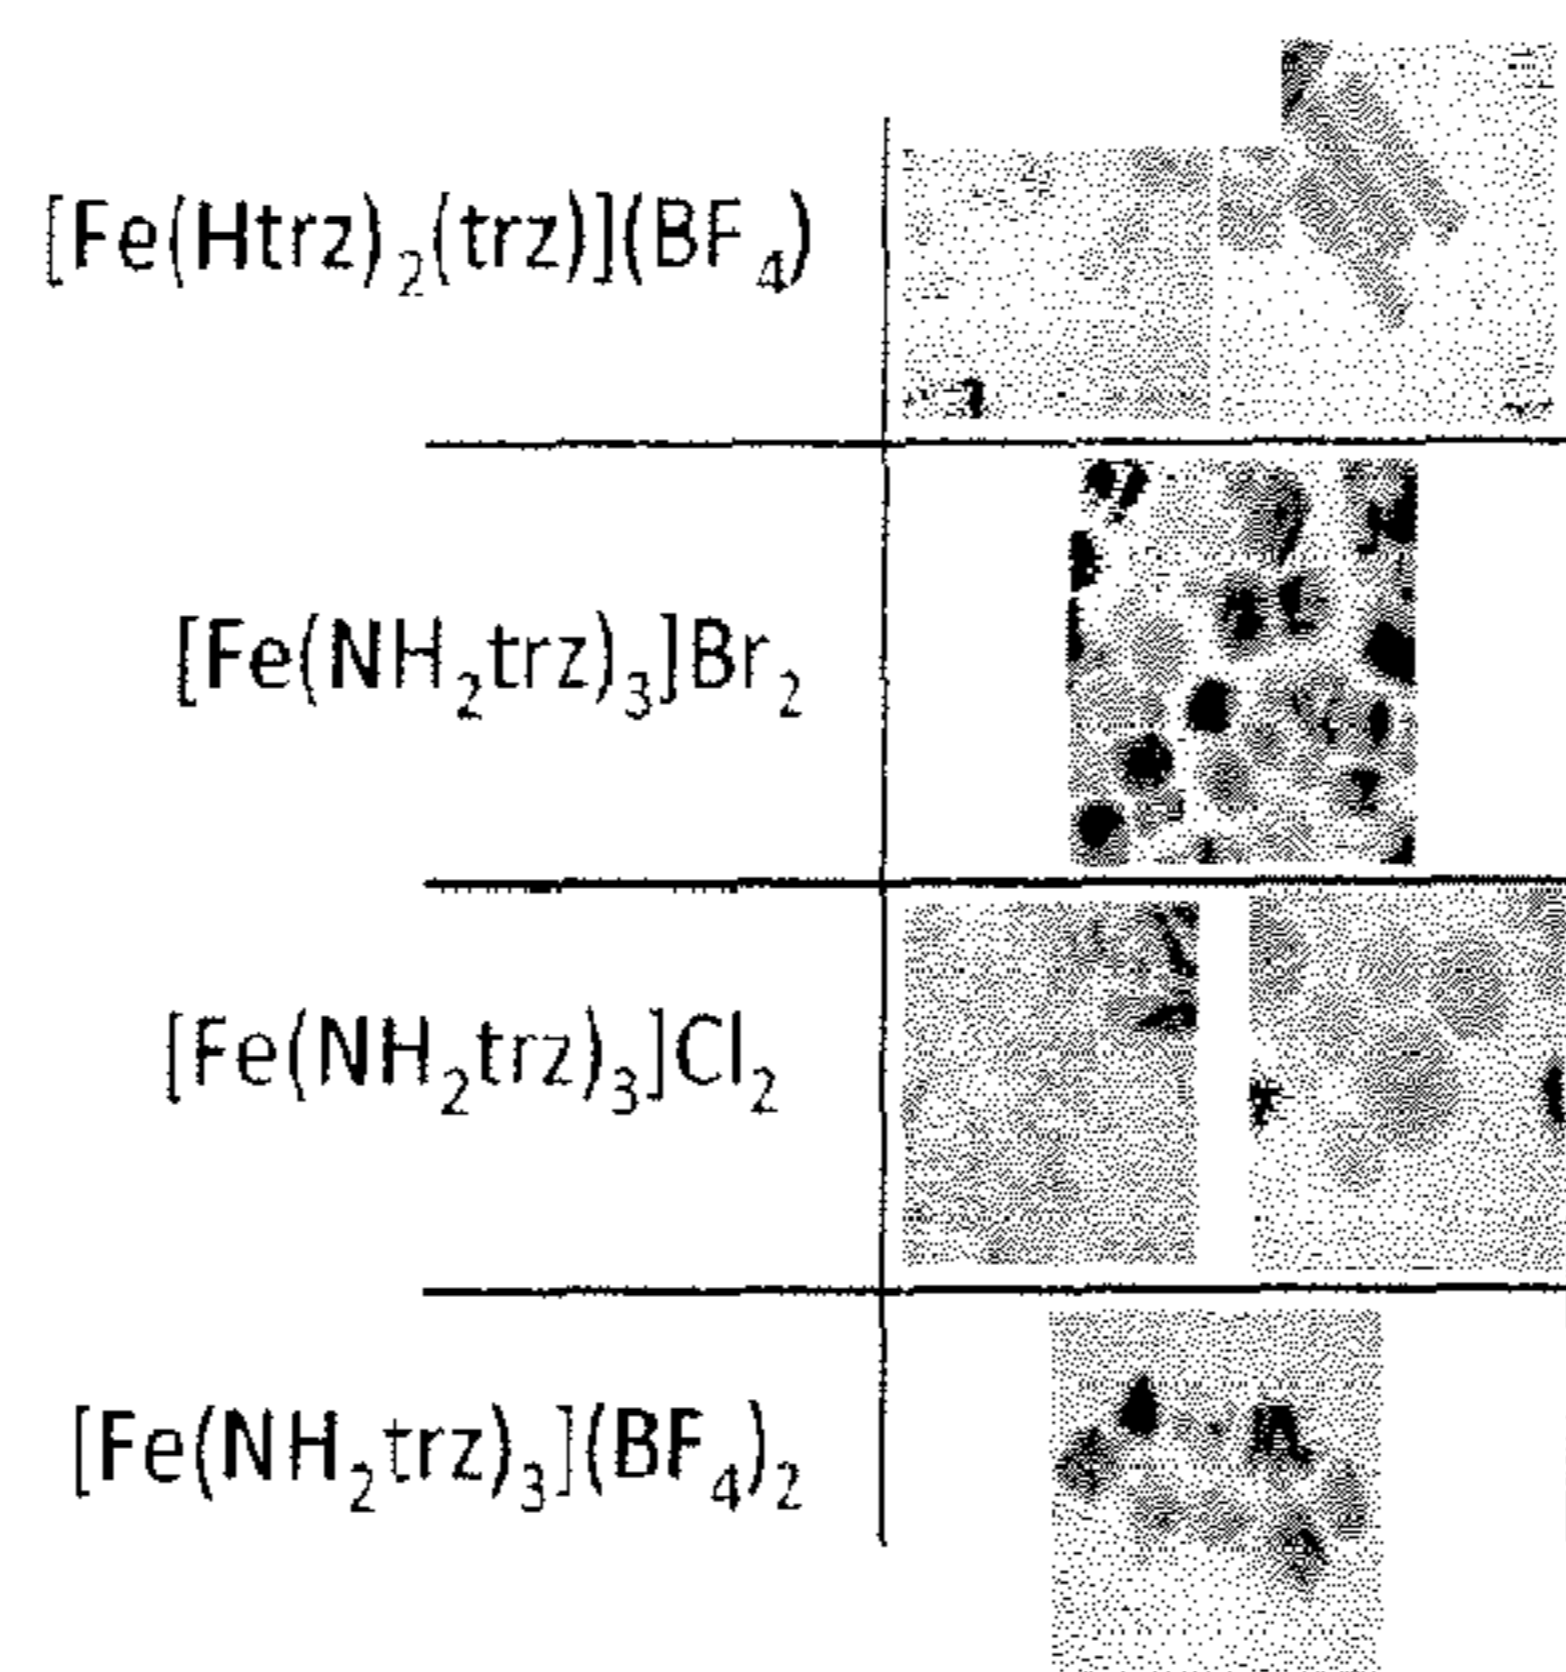 [Fe(Htrz)₂(trz)](BF₄)
[Fe(NH₂trz)₃]Br₂
[Fe(NH₂trz)₃]Cl₂
[Fe(NH₂trz)₃](BF₄)₂